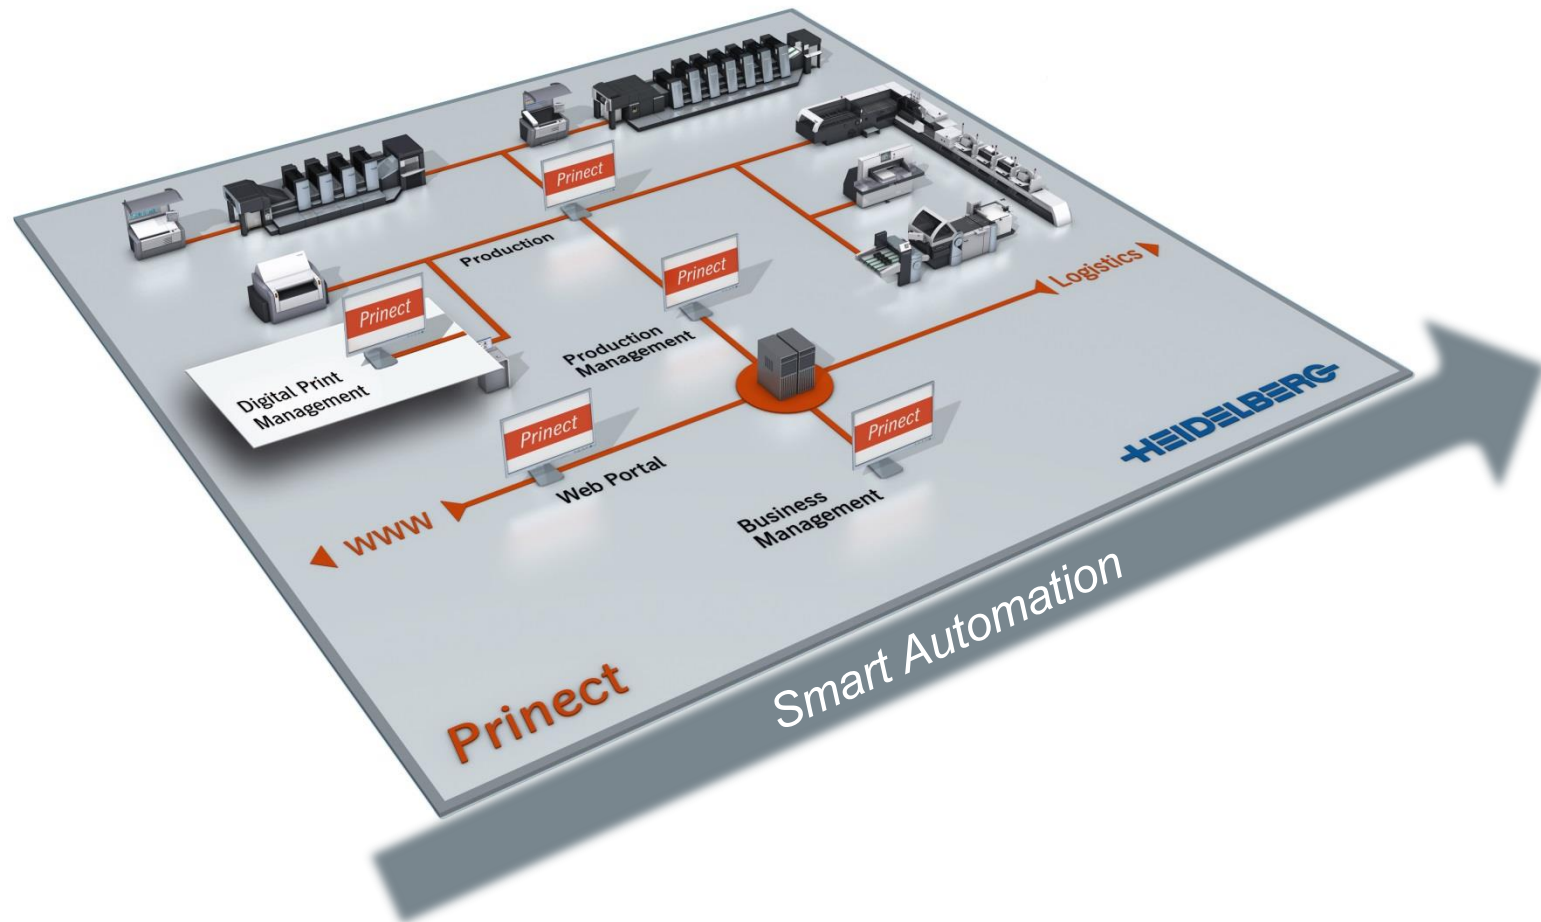 Prinect
Production
Prinect
Prinect
Production
Management
Logistics
Digital Print
Management
HEIDELBERG
Prinect
Prinect
Web Portal
WWW
Business
Management
Smart Automation
Prinect